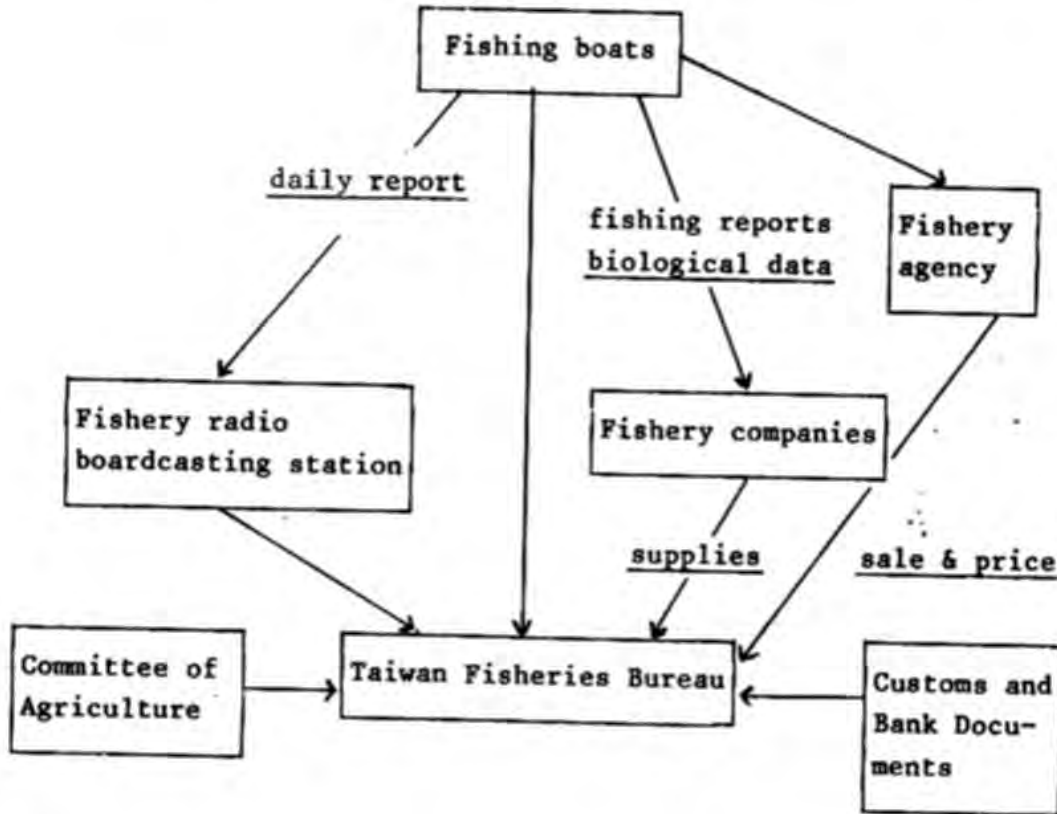 Fishing boats
daily report
fishing reports
biological data
Fishery
agency
Fishery radio
boardcasting station
Fishery companies
supplies
sale & price
Committee of
Agriculture
Taiwan Fisheries Bureau
Customs and
Bank Docu-
ments